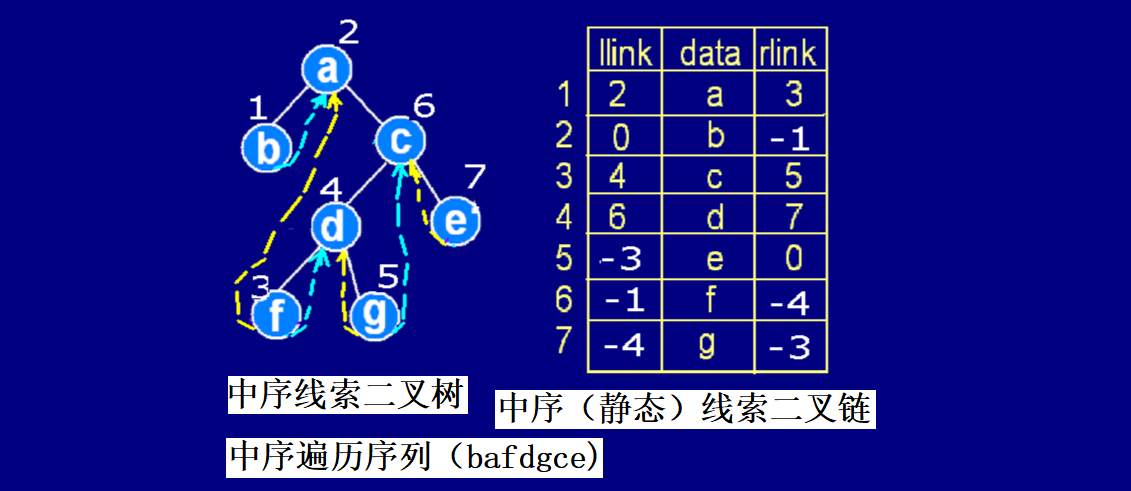 2
a
1
b
6
c
7
e
4
d
3
f
5
g
llink data rlink
1 2 a 3
2 0 b -1
3 4 c 5
4 6 d 7
5 -3 e 0
6 -1 f -4
7 -4 g -3
中序线索二叉树
中序（静态）线索二叉链
中序遍历序列（bafdgce)